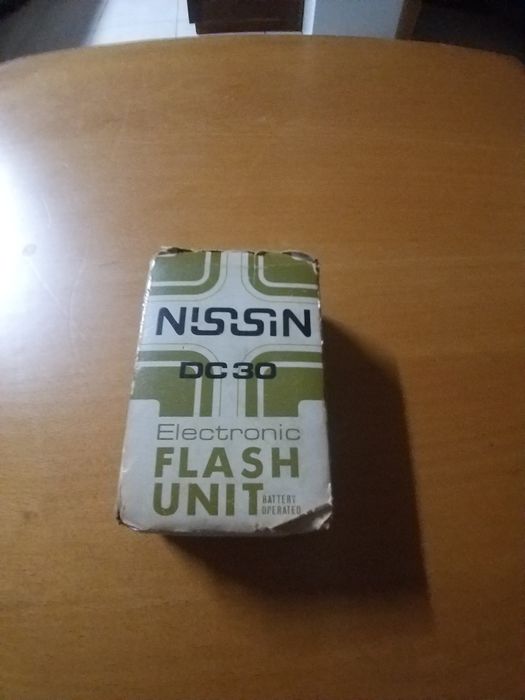 NISSIN
DC30
Electronic
FLASH
UNIT BATTERY
OPERATED